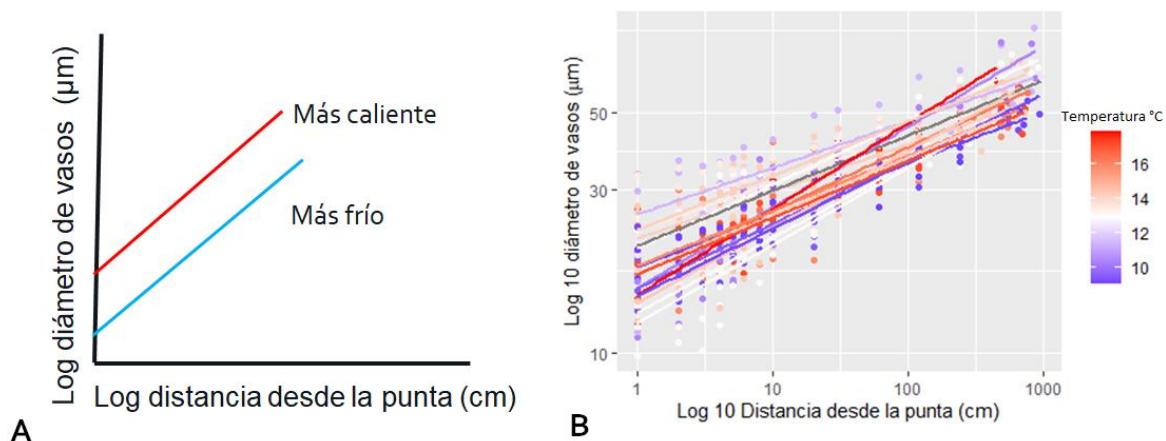 Log diámetro de vasos (µm)
Más caliente
Más frío
Log distancia desde la punta (cm)
A
Log 10 diámetro de vasos (µm)
50
30
10
1
10
100
1000
Log 10 Distancia desde la punta (cm)
B
Temperatura °C
16
14
12
10